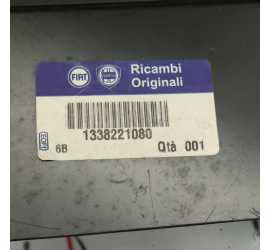 FIAT
Ricambi
Originali
1338221080
6B
Qtà 001